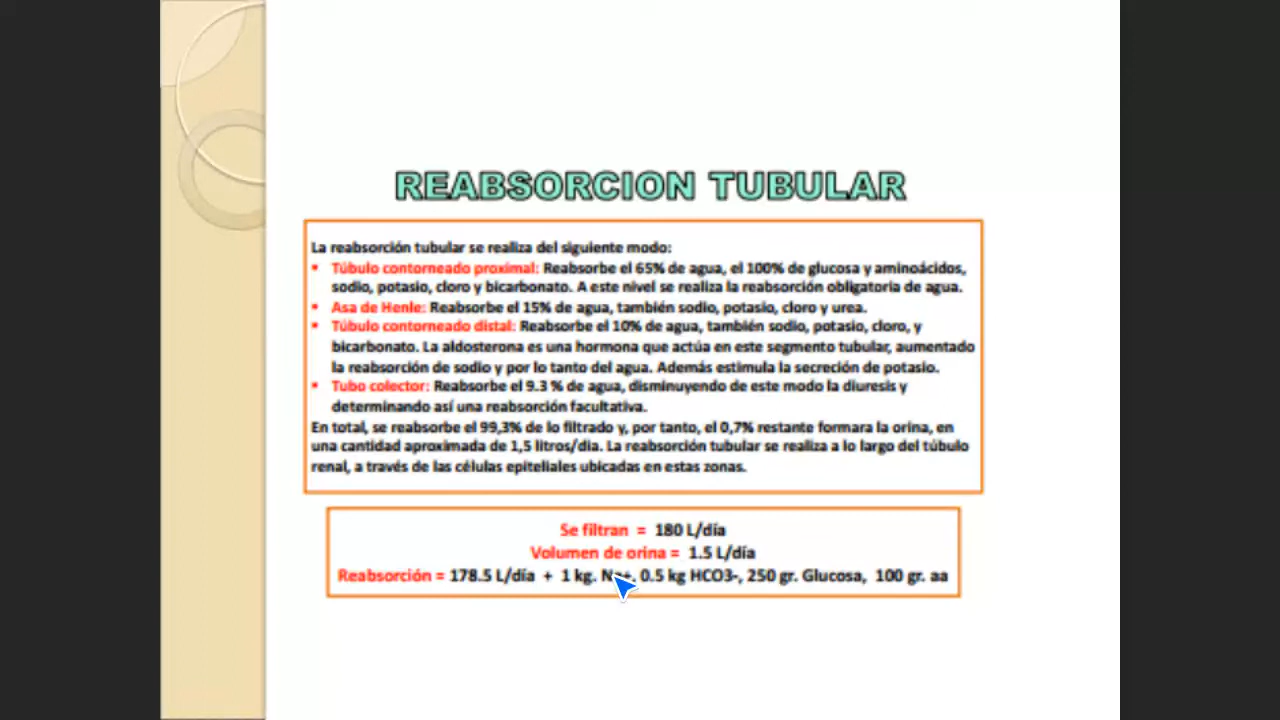 REABSORCION TUBULAR
La reabsorción tubular se realiza del siguiente modo:
▪ Túbulo contorneado proximal: Reabsorbe el 65% de agua, el 100% de glucosa y aminoácidos,
sodio, potasio, cloro y bicarbonato. A este nivel se realiza la reabsorción obligatoria de agua.
▪ Asa de Henle: Reabsorbe el 15% de agua, también sodio, potasio, cloro y urea.
▪ Túbulo contorneado distal: Reabsorbe el 10% de agua, también sodio, potasio, cloro, y
bicarbonato. La aldosterona es una hormona que actúa en este segmento tubular, aumentado
la reabsorción de sodio y por lo tanto del agua. Además estimula la secreción de potasio.
▪ Tubo colector: Reabsorbe el 9.3 % de agua, disminuyendo de este modo la diuresis y
determinando así una reabsorción facultativa.
En total, se reabsorbe el 99,3% de lo filtrado y, por tanto, el 0,7% restante formara la orina, en
una cantidad aproximada de 1,5 litros/día. La reabsorción tubular se realiza a lo largo del túbulo
renal, a través de las células epiteliales ubicadas en estas zonas.
Se filtran = 180 L/día
Volumen de orina = 1.5 L/día
Reabsorción = 178.5 L/día + 1 kg. Na+, 0.5 kg HCO3-, 250 gr. Glucosa, 100 gr. aa